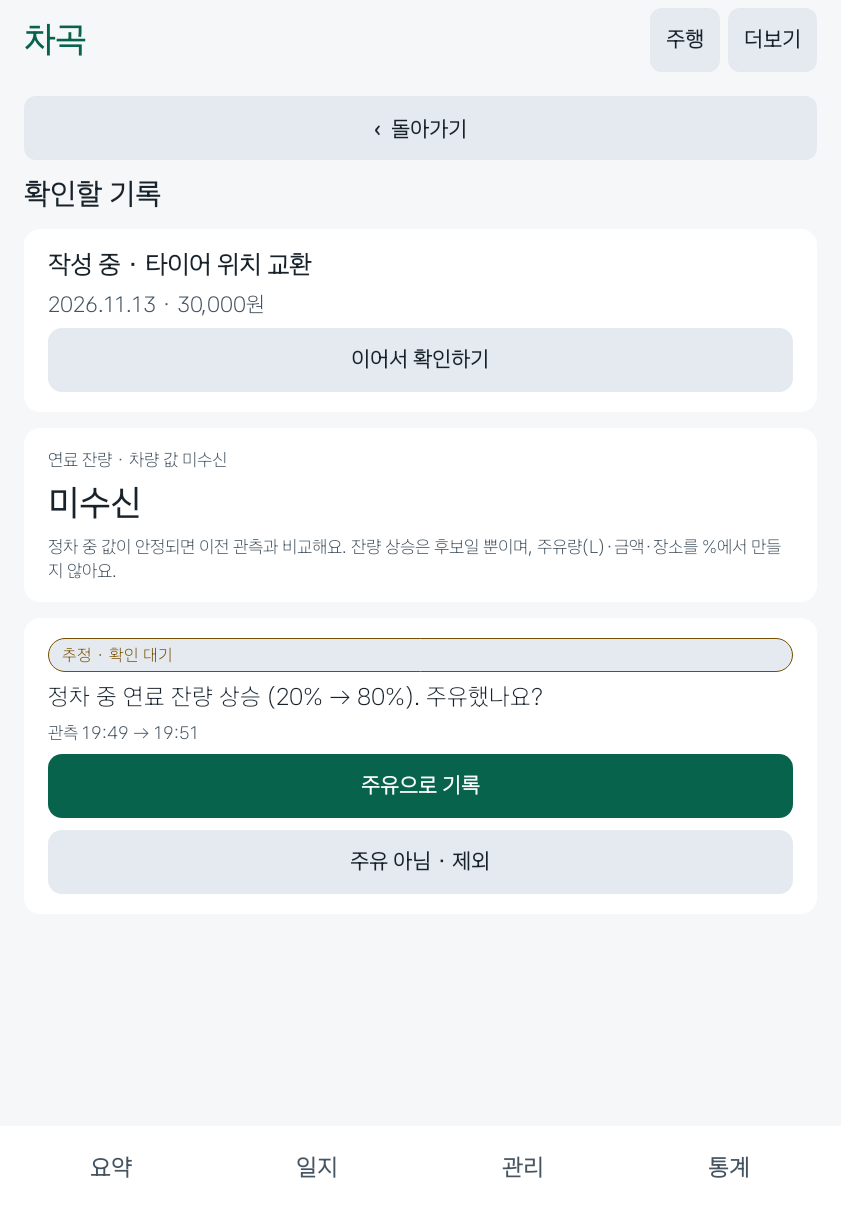 차곡
주행
더보기
‹ 돌아가기
확인할 기록
작성 중 · 타이어 위치 교환
2026.11.13 · 30,000원
이어서 확인하기
연료 잔량 · 차량 값 미수신
미수신
정차 중 값이 안정되면 이전 관측과 비교해요. 잔량 상승은 후보일 뿐이며, 주유량(L)·금액·장소를 %에서 만들
지 않아요.
추정 · 확인 대기
정차 중 연료 잔량 상승 (20% → 80%). 주유했나요?
관측 19:49 → 19:51
주유으로 기록
주유 아님 · 제외
요약
일지
관리
통계